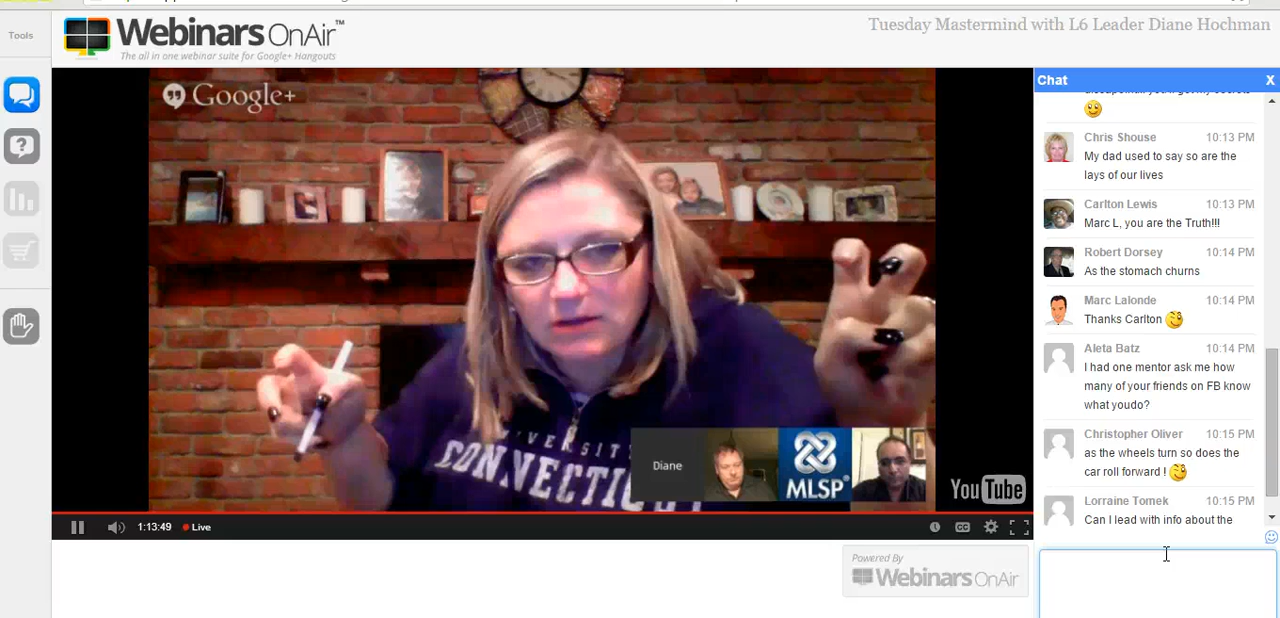 Tools
Webinars OnAir™
The all in one webinar suite for Google+ Hangouts
Tuesday Mastermind with L6 Leader Diane Hochman
Google+
UNIVERSITY
CONNECTICUT
Diane
MLSP®
YouTube
1:13:49 Live
CC
Powered By
Webinars OnAir
Chat X
Chris Shouse 10:13 PM
My dad used to say so are the
lays of our lives
Carlton Lewis 10:13 PM
Marc L, you are the Truth!!!
Robert Dorsey 10:14 PM
As the stomach churns
Marc Lalonde 10:14 PM
Thanks Carlton
Aleta Batz 10:14 PM
I had one mentor ask me how
many of your friends on FB know
what youdo?
Christopher Oliver 10:15 PM
as the wheels turn so does the
car roll forward !
Lorraine Tomek 10:15 PM
Can I lead with info about the